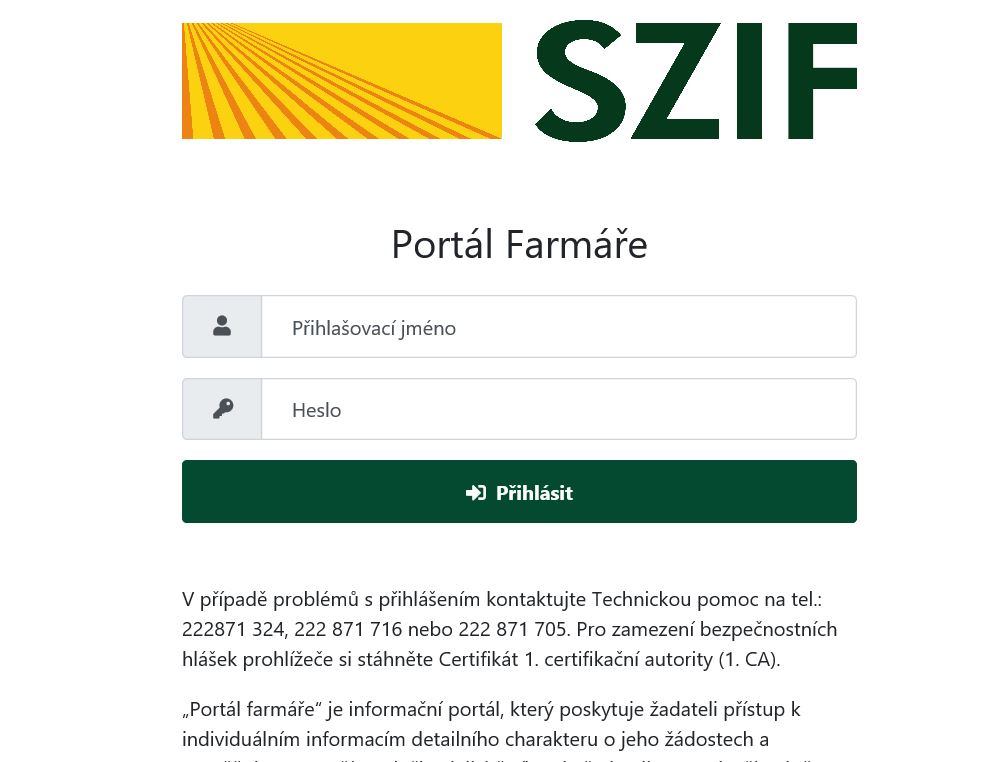 SZIF
Portál Farmáře
Přihlašovací jméno
Heslo
Přihlásit
V případě problémů s přihlášením kontaktujte Technickou pomoc na tel.:
222871 324, 222 871 716 nebo 222 871 705. Pro zamezení bezpečnostních
hlášek prohlížeče si stáhněte Certifikát 1. certifikační autority (1. CA).
„Portál farmáře“ je informační portál, který poskytuje žadateli přístup k
individuálním informacím detailního charakteru o jeho žádostech a